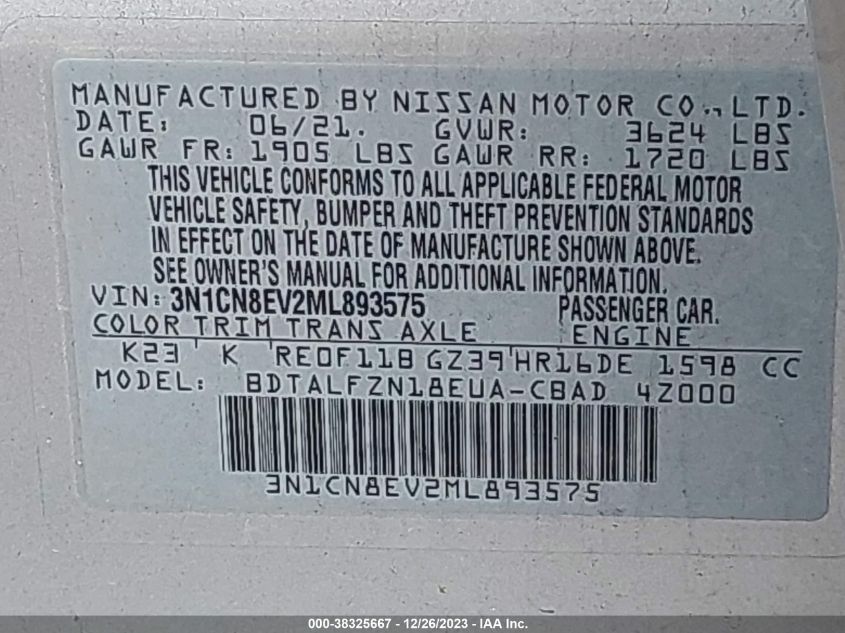 MANUFACTURED BY NISSAN MOTOR CO., LTD.
DATE: 06/21. GVWR: 3624 LBS
GAWR FR: 1905 LBS GAWR RR: 1720 LBS
THIS VEHICLE CONFORMS TO ALL APPLICABLE FEDERAL MOTOR
VEHICLE SAFETY, BUMPER AND THEFT PREVENTION STANDARDS
IN EFFECT ON THE DATE OF MANUFACTURE SHOWN ABOVE.
SEE OWNER'S MANUAL FOR ADDITIONAL INFORMATION.
VIN: 3N1CN8EV2ML893575 PASSENGER CAR.
COLOR TRIM TRANS AXLE ENGINE
K23 K RE0F11B GZ39 HR16DE 1598 CC
MODEL: BDTALFZN18EUA-CBAD 4Z000
3N1CN8EV2ML893575
000-38325667 - 12/26/2023 - IAA Inc.